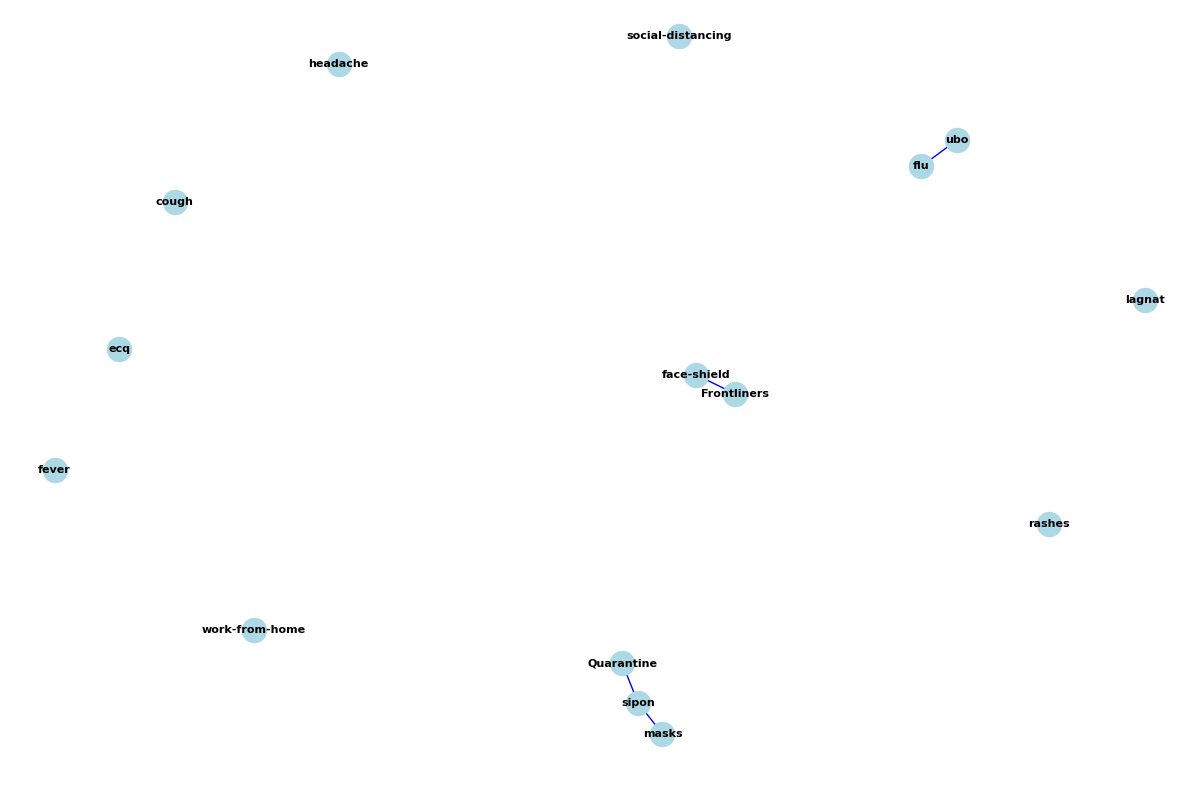 social-distancing
headache
ubo
flu
cough
lagnat
ecq
face-shield
Frontliners
fever
rashes
work-from-home
Quarantine
sipon
masks